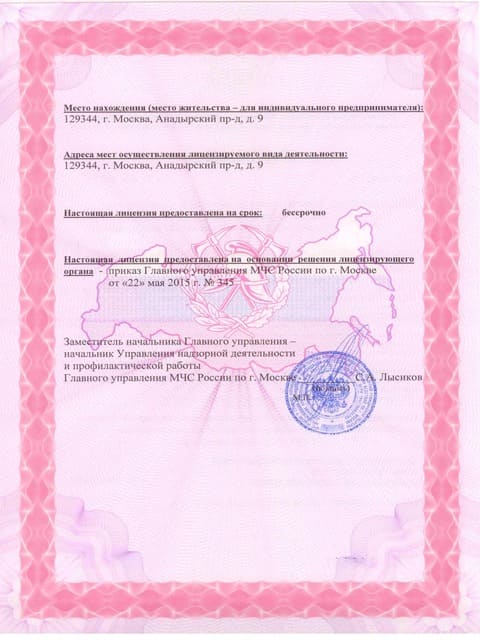 Место нахождения (место жительства – для индивидуального предпринимателя):
129344, г. Москва, Анадырский пр-д, д. 9
Адреса мест осуществления лицензируемого вида деятельности:
129344, г. Москва, Анадырский пр-д, д. 9
Настоящая лицензия предоставлена на срок: бессрочно
Настоящая лицензия предоставлена на основании решения лицензирующего
органа - приказ Главного управления МЧС России по г. Москве
от «22» мая 2015 г. № 345
Заместитель начальника Главного управления –
начальник Управления надзорной деятельности
и профилактической работы
Главного управления МЧС России по г. Москве С. А. Лысиков
(подпись)
М.П.